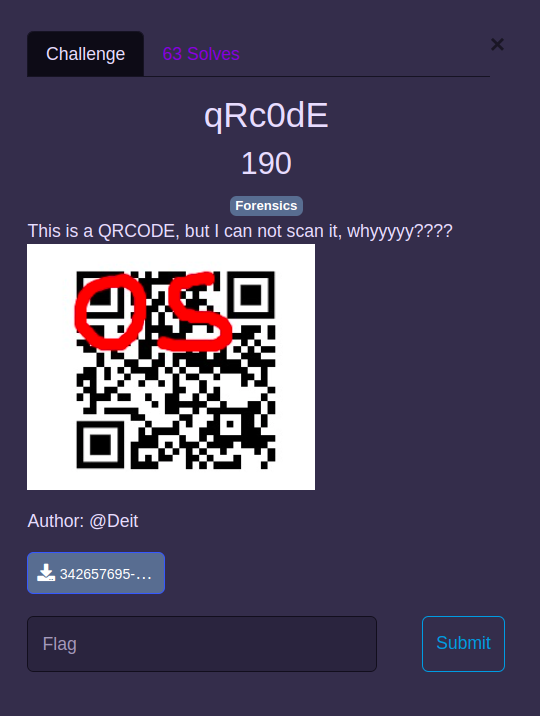 Challenge 63 Solves ×
qRc0dE
190
Forensics
This is a QRCODE, but I can not scan it, whyyyyy????
OS
Author: @Deit
342657695-...
Flag Submit